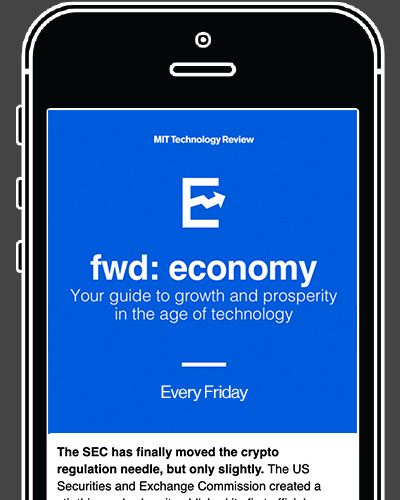 MIT Technology Review
fwd: economy
Your guide to growth and prosperity
in the age of technology
Every Friday
The SEC has finally moved the crypto
regulation needle, but only slightly. The US
Securities and Exchange Commission created a